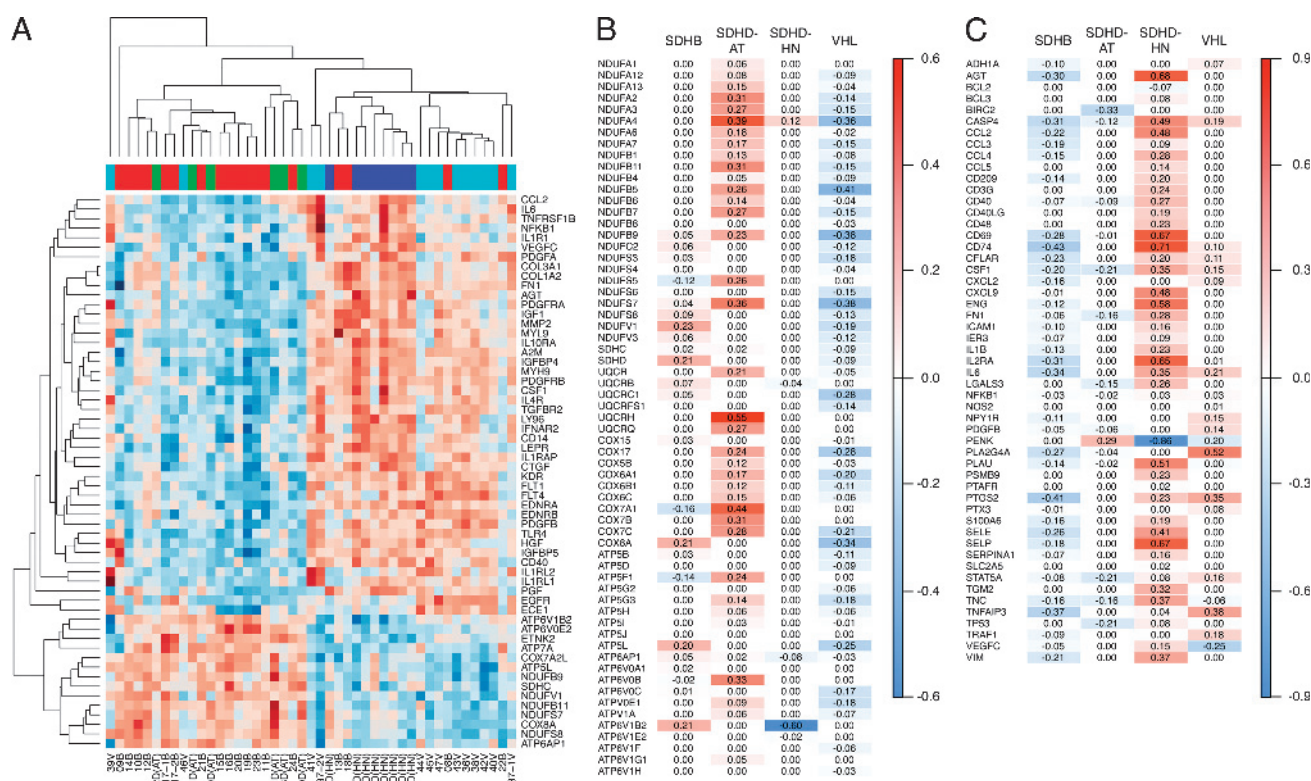 A
CCL2
IL6
TNFRSF1B
NFKB1
IL1R1
VEGFC
PDGFA
COL3A1
COL1A2
FN1
AGT
PDGFRA
IGF1
MMP2
MYL9
IL10RA
A2M
IGFBP4
MYH9
PDGFRB
CSF1
IL4R
TGFBR2
LY96
IFNAR2
CD14
LEPR
IL1RAP
CTGF
KDR
FLT1
FLT4
EDNRA
EDNRB
PDGFB
TLR4
HGF
IGFBP5
CD40
IL1RL2
IL1RL1
PGF
EGFR
ECE1
ATP6V1B2
ATP6V0E2
ETNK2
ATP7A
COX7A2L
ATP5L
NDUFB9
SDHC
NDUFV1
NDUFB11
NDUFS7
COX8A
NDUFS8
ATP6AP1
B
SDHB SDHD-AT SDHD-HN VHL
NDUFA1 0.00 0.06 0.00 0.00
NDUFA12 0.00 0.08 0.00 -0.09
NDUFA13 0.00 0.15 0.00 -0.04
NDUFA2 0.00 0.31 0.00 -0.14
NDUFA3 0.00 0.27 0.00 -0.15
NDUFA4 0.00 0.39 0.12 -0.36
NDUFA6 0.00 0.18 0.00 -0.02
NDUFA7 0.00 0.17 0.00 -0.15
NDUFB1 0.00 0.13 0.00 -0.08
NDUFB11 0.00 0.31 0.00 -0.15
NDUFB4 0.00 0.05 0.00 -0.09
NDUFB5 0.00 0.26 0.00 -0.41
NDUFB6 0.00 0.14 0.00 -0.04
NDUFB7 0.00 0.27 0.00 -0.15
NDUFB8 0.00 0.00 0.00 -0.03
NDUFB9 0.05 0.23 0.00 -0.36
NDUFC2 0.06 0.00 0.00 -0.12
NDUFS3 0.03 0.00 0.00 -0.18
NDUFS4 0.00 0.00 0.00 -0.04
NDUFS5 -0.12 0.26 0.00 0.00
NDUFS6 0.00 0.00 0.00 -0.15
NDUFS7 0.04 0.36 0.00 -0.38
NDUFS8 0.09 0.00 0.00 -0.13
NDUFV1 0.23 0.00 0.00 -0.19
NDUFV3 0.06 0.00 0.00 -0.12
SDHC 0.02 0.02 0.00 -0.09
SDHD 0.21 0.00 0.00 -0.09
UQCR 0.00 0.21 0.00 -0.05
UQCRB 0.07 0.00 -0.04 0.00
UQCRC1 0.05 0.00 0.00 -0.28
UQCRFS1 0.00 0.00 0.00 -0.14
UQCRH 0.00 0.55 0.00 0.00
UQCRQ 0.00 0.27 0.00 0.00
COX15 0.03 0.00 0.00 -0.01
COX17 0.00 0.24 0.00 -0.26
COX5B 0.00 0.12 0.00 -0.03
COX6A1 0.00 0.17 0.00 -0.20
COX6B1 0.00 0.12 0.00 -0.11
COX6C 0.00 0.15 0.00 -0.06
COX7A1 -0.16 0.44 0.00 0.00
COX7B 0.00 0.31 0.00 0.00
COX7C 0.00 0.28 0.00 -0.21
COX8A 0.21 0.00 0.00 -0.34
ATP5B 0.03 0.00 0.00 -0.11
ATP5D 0.00 0.00 0.00 -0.09
ATP5F1 -0.14 0.24 0.00 0.00
ATP5G2 0.00 0.00 0.00 -0.06
ATP5G3 0.00 0.14 0.00 -0.18
ATP5H 0.00 0.06 0.00 -0.06
ATP5I 0.00 0.03 0.00 -0.01
ATP5J 0.00 0.00 0.00 0.00
ATP5L 0.20 0.00 0.00 -0.25
ATP6AP1 0.05 0.02 -0.06 -0.03
ATP6V0A1 0.02 0.00 0.00 0.00
ATP6V0B -0.02 0.33 0.00 0.00
ATP6V0C 0.01 0.00 0.00 -0.17
ATPV0E1 0.00 0.09 0.00 -0.18
ATPV1A 0.00 0.06 0.00 -0.07
ATP6V1B2 0.21 0.00 -0.60 0.00
ATP6V1E2 0.00 0.00 -0.02 0.00
ATP6V1F 0.00 0.00 0.00 -0.06
ATP6V1G1 0.00 0.05 0.00 0.00
ATP6V1H 0.00 0.00 0.00 -0.03
0.6
0.4
0.2
0.0
-0.2
-0.4
-0.6
C
SDHB SDHD-AT SDHD-HN VHL
ADH1A -0.10 0.00 0.00 0.07
AGT -0.30 0.00 0.68 0.00
BCL2 0.00 0.00 -0.07 0.00
BCL3 0.00 0.00 0.08 0.00
BIRC2 0.00 -0.33 0.00 0.00
CASP4 -0.31 -0.12 0.49 0.19
CCL2 -0.22 0.00 0.48 0.00
CCL3 -0.19 0.00 0.09 0.00
CCL4 -0.15 0.00 0.28 0.00
CCL5 0.00 0.00 0.14 0.00
CD209 -0.14 0.00 0.20 0.00
CD3G 0.00 0.00 0.24 0.00
CD40 -0.07 -0.09 0.27 0.00
CD40LG 0.00 0.00 0.19 0.00
CD48 0.00 0.00 0.23 0.00
CD69 -0.28 -0.01 0.67 0.00
CD74 -0.43 0.00 0.71 0.10
CFLAR -0.23 0.00 0.20 0.11
CSF1 -0.20 -0.21 0.35 0.15
CXCL2 -0.16 0.00 0.00 0.09
CXCL9 -0.01 0.00 0.48 0.00
ENG -0.12 0.00 0.58 0.00
FN1 -0.06 -0.16 0.28 0.00
ICAM1 -0.10 0.00 0.16 0.00
IER3 -0.07 0.00 0.09 0.00
IL1B -0.13 0.00 0.23 0.00
IL2RA -0.31 0.00 0.65 0.01
IL6 -0.34 0.00 0.35 0.21
LGALS3 0.00 -0.15 0.26 0.00
NFKB1 -0.03 -0.02 0.03 0.03
NOS2 0.00 0.00 0.00 0.01
NPY1R -0.11 0.00 0.00 0.15
PDGFB -0.05 -0.06 0.00 0.14
PENK 0.00 0.29 -0.86 0.20
PLA2G4A -0.27 -0.04 0.00 0.52
PLAU -0.14 -0.02 0.51 0.00
PSMB9 0.00 0.00 0.23 0.00
PTAFR 0.00 0.00 0.02 0.00
PTGS2 -0.41 0.00 0.23 0.35
PTX3 -0.01 0.00 0.00 0.08
S100A6 -0.16 0.00 0.19 0.00
SELE -0.26 0.00 0.41 0.00
SELP -0.18 0.00 0.67 0.00
SERPINA1 -0.07 0.00 0.16 0.00
SLC2A5 0.00 0.00 0.02 0.00
STAT5A -0.08 -0.21 0.08 0.16
TGM2 0.00 0.00 0.32 0.00
TNC -0.16 -0.16 0.37 -0.06
TNFAIP3 -0.37 0.00 0.04 0.38
TP53 0.00 -0.21 0.08 0.00
TRAF1 -0.09 0.00 0.00 0.18
VEGFC -0.05 0.00 0.15 -0.25
VIM -0.21 0.00 0.37 0.00
0.9
0.6
0.3
0.0
-0.3
-0.6
-0.9